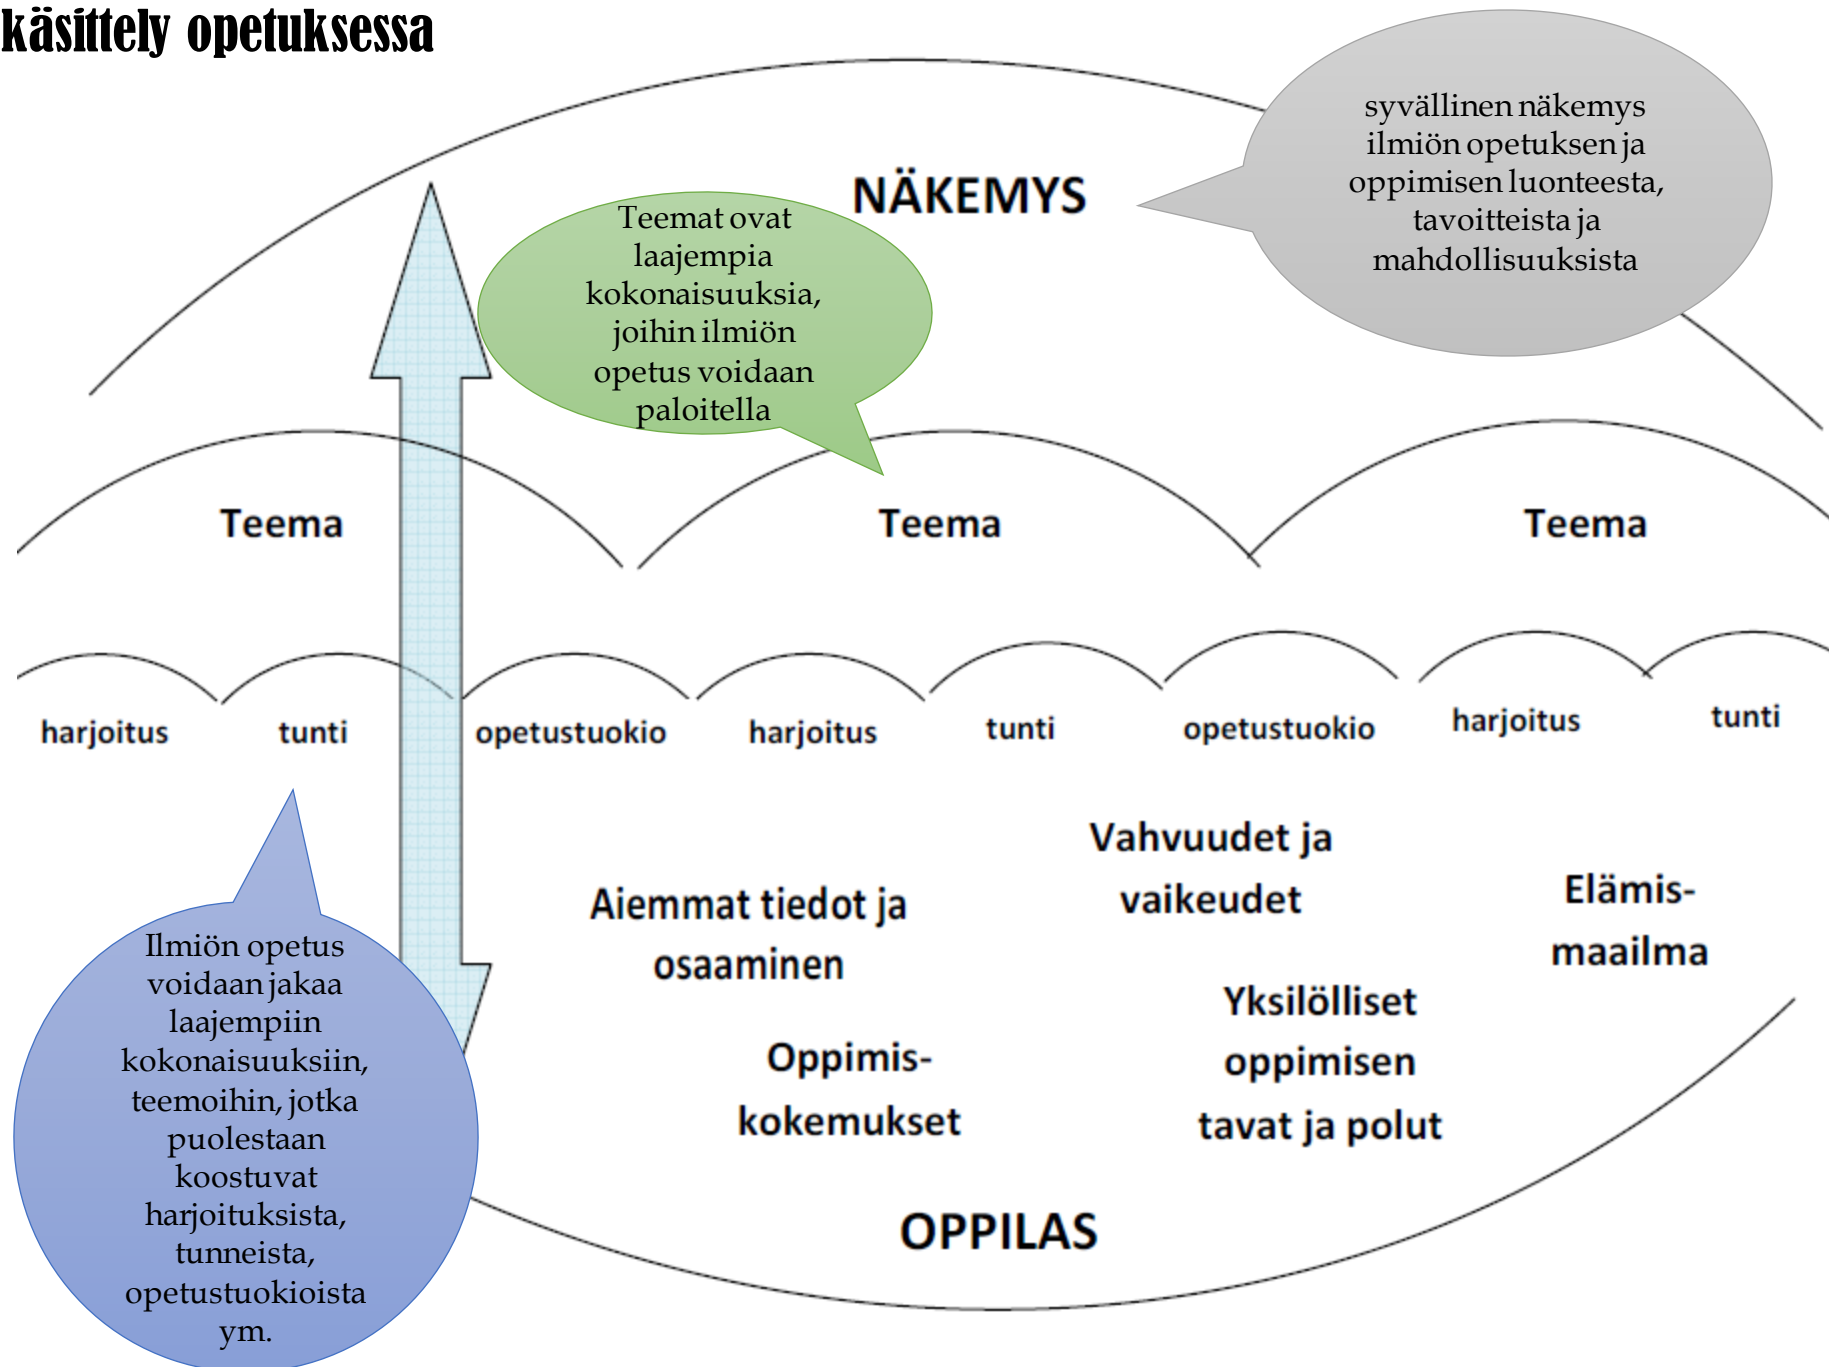 käsittely opetuksessa
syvällinen näkemys
ilmiön opetuksen ja
oppimisen luonteesta,
tavoitteista ja
mahdollisuuksista
NÄKEMYS
Teemat ovat
laajempia
kokonaisuuksia,
joihin ilmiön
opetus voidaan
paloitella
Teema
Teema
Teema
harjoitus
tunti
opetustuokio
harjoitus
tunti
opetustuokio
harjoitus
tunti
Vahvuudet ja
vaikeudet
Aiemmat tiedot ja
osaaminen
Elämis-
maailma
Yksilölliset
oppimisen
tavat ja polut
Oppimis-
kokemukset
OPPILAS
Ilmiön opetus
voidaan jakaa
laajempiin
kokonaisuuksiin,
teemoihin, jotka
puolestaan
koostuvat
harjoituksista,
tunneista,
opetustuokioista
ym.